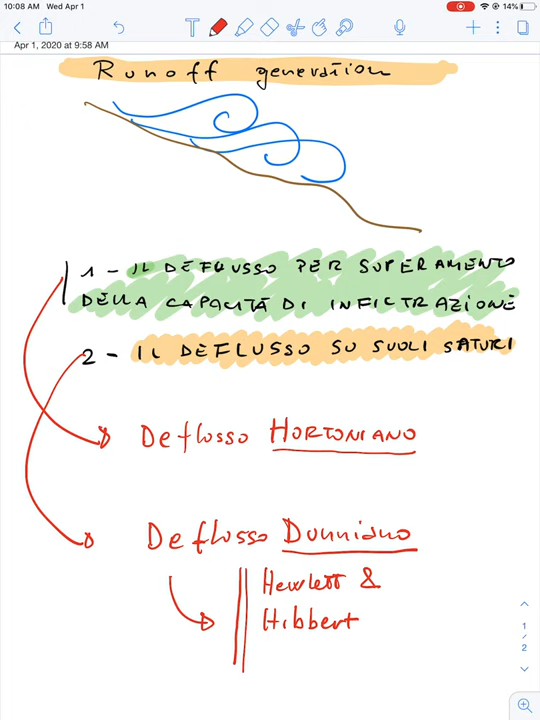 10:08 AM Wed Apr 1
14%
T
Apr 1, 2020 at 9:58 AM
Runoff generation
1 - IL DEFLUSSO PER SUPERAMENTO
DELLA CAPACITÀ DI INFILTRAZIONE
2 - IL DEFLUSSO SU SUOLI SATURI
Deflusso HORTONIANO
Deflusso Dunniano
Hewlett &
Hibbert
1
/
2